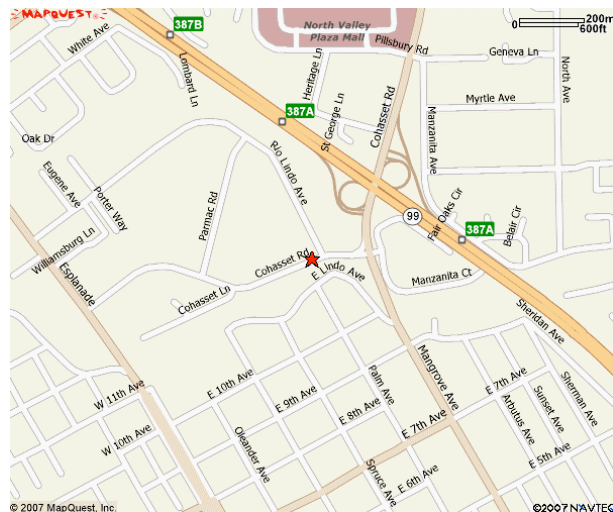 MAPQUEST
387B
North Valley
Plaza Mall
0
200m
600ft
White Ave
Pillsbury Rd
Geneva Ln
Lombard Ln
Heritage Ln
North Ave
387A
St George Ln
Cohasset Rd
Myrtle Ave
Manzanita Ave
Oak Dr
Rio Lindo Ave
Eugene Ave
Porter Way
Parmac Rd
99
Fair Oaks Cir
387A
Belair Cir
Williamsburg Ln
Esplanade
Cohasset Rd
E Lindo Ave
Manzanita Ct
Cohasset Ln
Sheridan Ave
Mangrove Ave
W 11th Ave
E 10th Ave
Palm Ave
E 7th Ave
Sherman Ave
Sunset Ave
Arbutus Ave
E 9th Ave
E 8th Ave
W 10th Ave
Oleander Ave
E 7th Ave
Spruce Ave
E 6th Ave
E 5th Ave
© 2007 MapQuest, Inc.
©2007 NAVTEQ